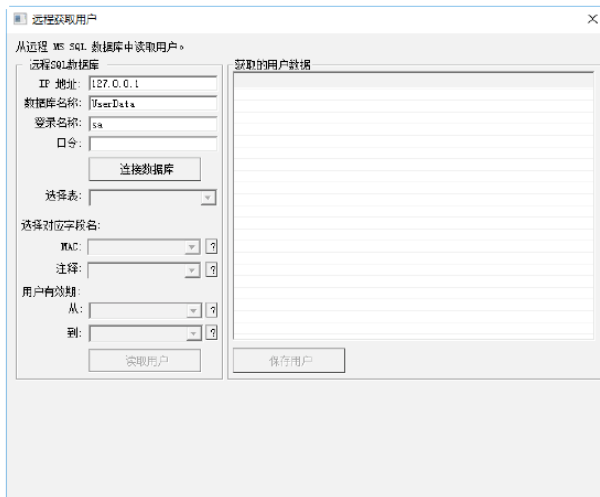 远程获取用户
从远程 MS SQL 数据库中读取用户。
远程SQL数据库
IP 地址: 127.0.0.1
数据库名称: UserData
登录名称: sa
口令:
连接数据库
选择表:
选择对应字段名:
MAC: ?
注释: ?
用户有效期:
从: ?
到: ?
读取用户
获取的用户数据
保存用户